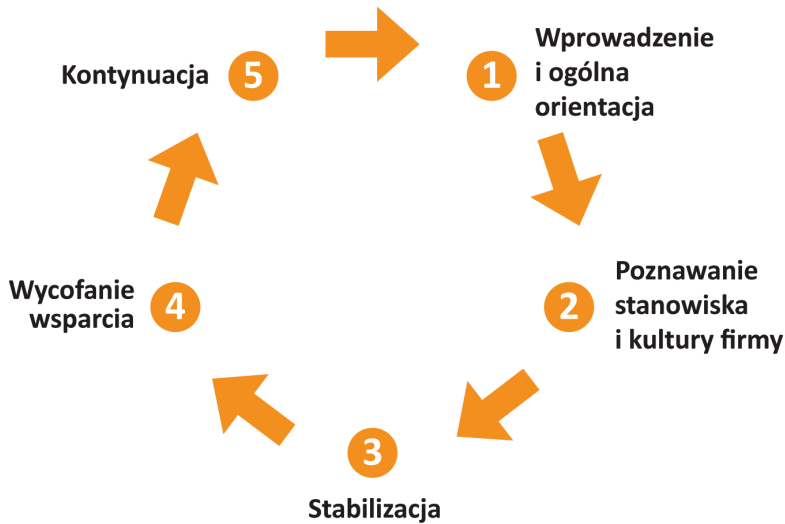 1
Wprowadzenie
i ogólna
orientacja
2
Poznawanie
stanowiska
i kultury firmy
3
Stabilizacja
4
Wycofanie
wsparcia
5
Kontynuacja